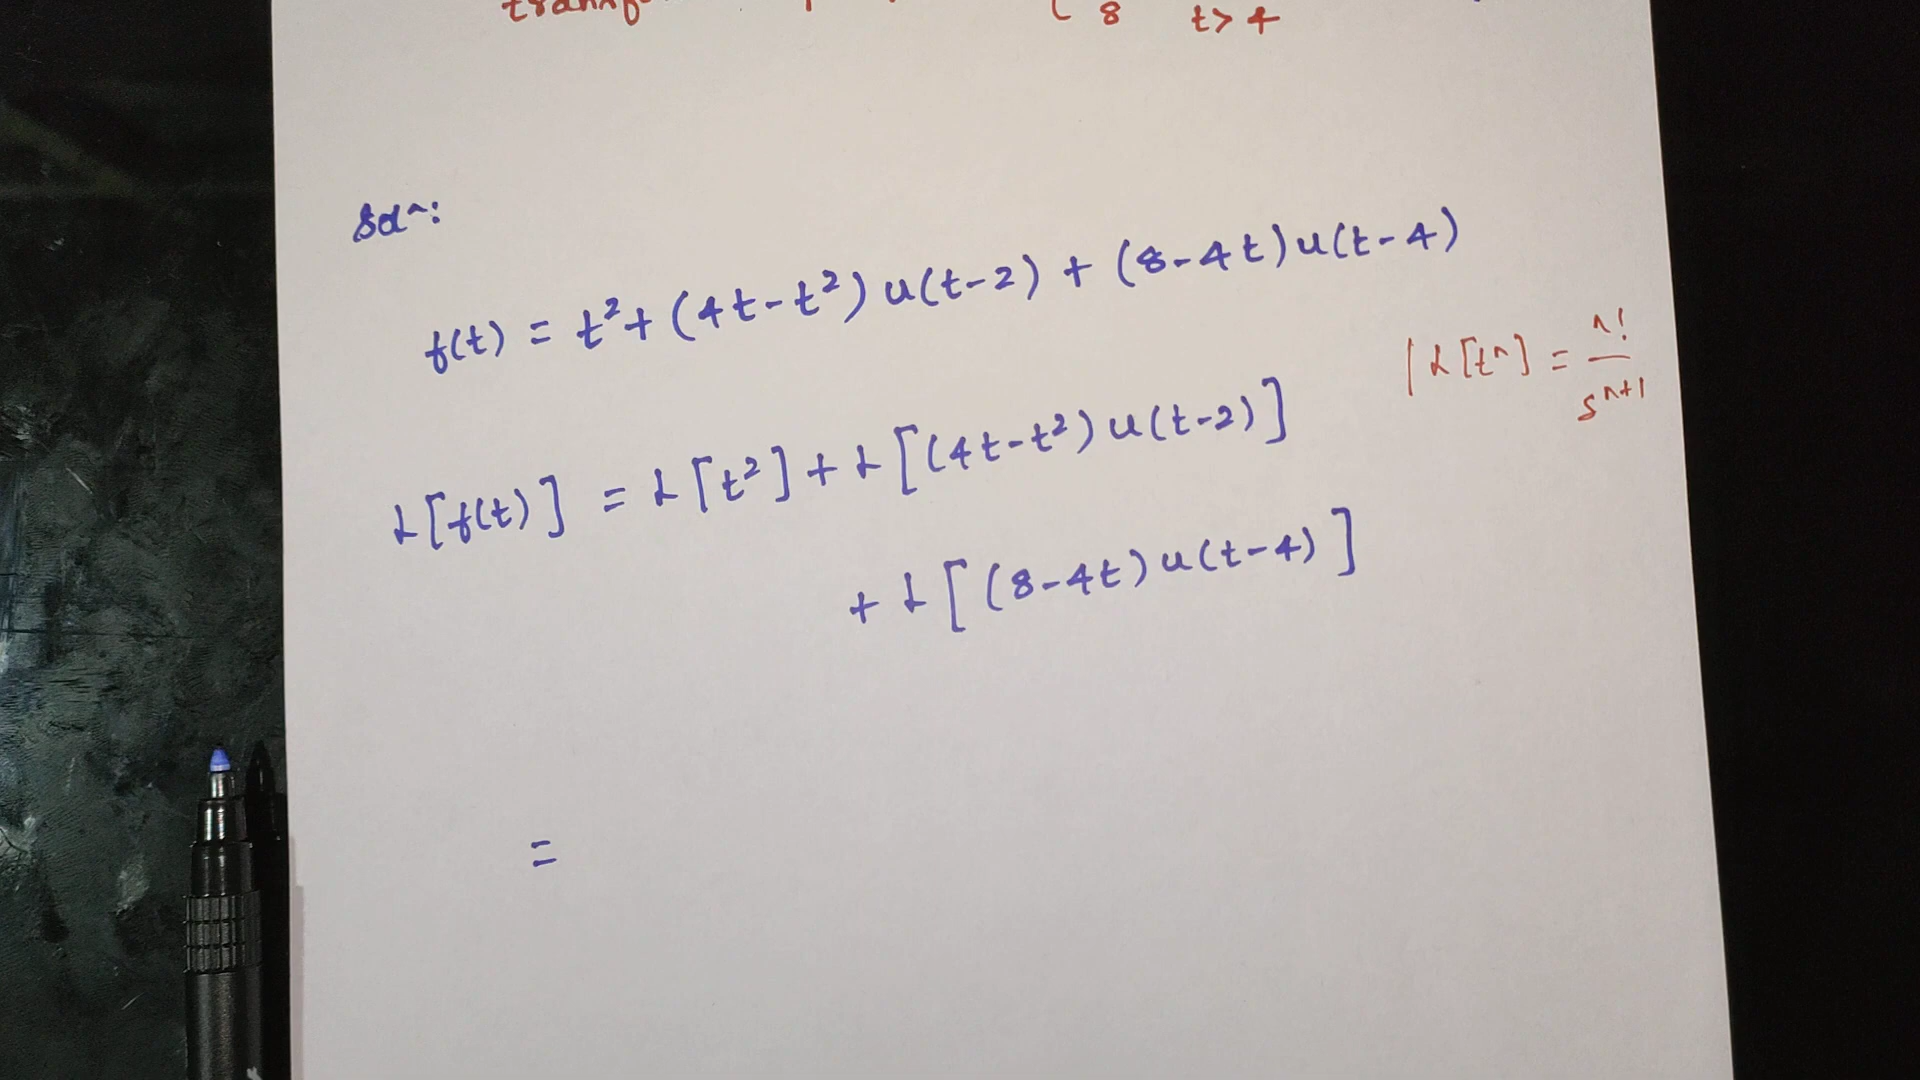 8 t>4
Soln:
f(t) = t² + (4t-t²) u(t-2) + (8-4t) u(t-4)
| L[tⁿ] = n! / sⁿ⁺¹
L[f(t)] = L[t²] + L[(4t-t²) u(t-2)]
+ L[(8-4t) u(t-4)]
=